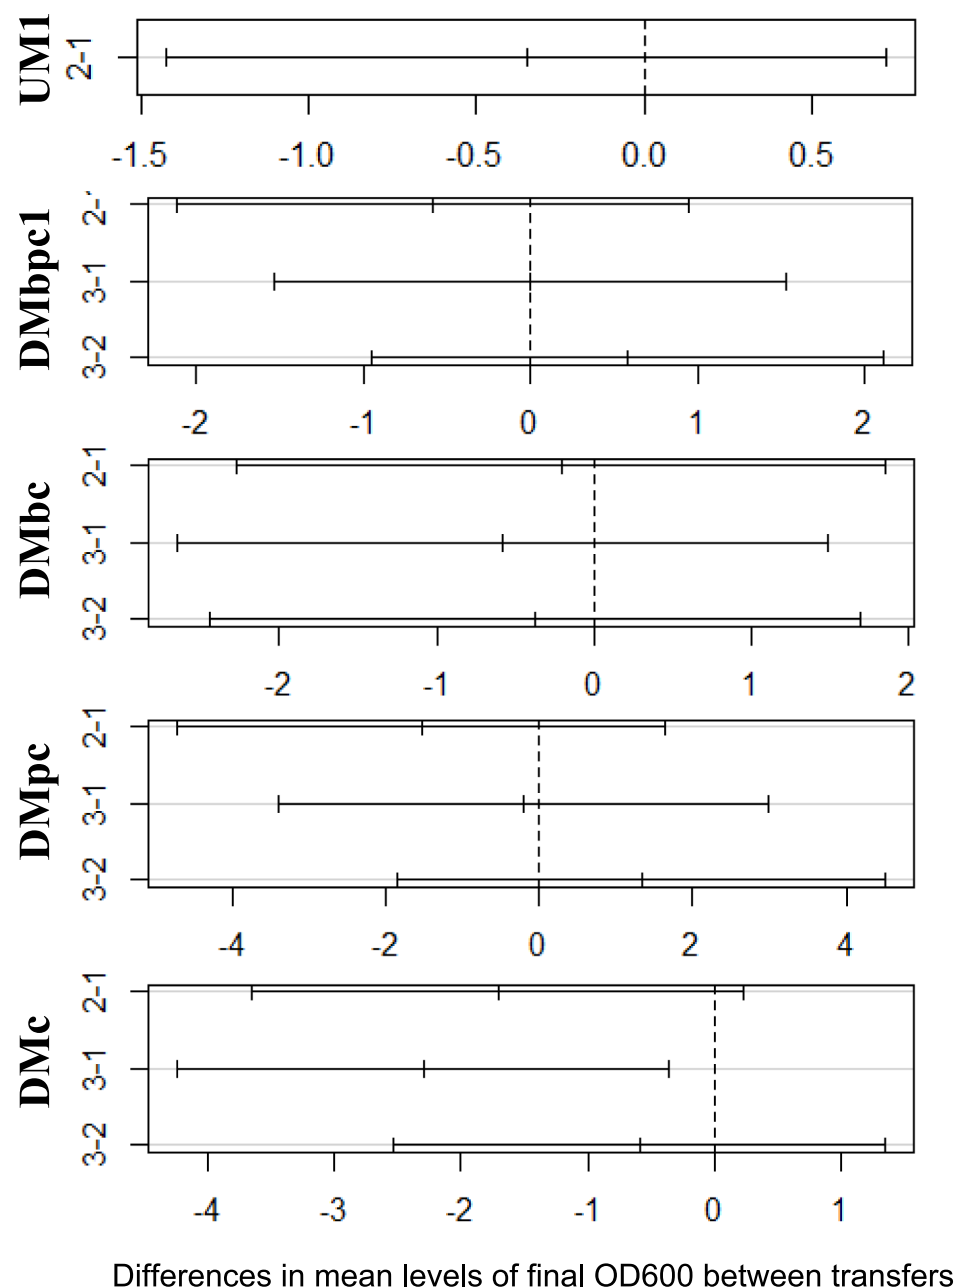 UM1
2-1
-1.5 -1.0 -0.5 0.0 0.5
DMbpc1
3-1
3-2
-2 -1 0 1 2
DMbc
2-1
3-1
3-2
-2 -1 0 1 2
DMpc
2-1
3-1
3-2
-4 -2 0 2 4
DMc
2-1
3-1
3-2
-4 -3 -2 -1 0 1
Differences in mean levels of final OD600 between transfers